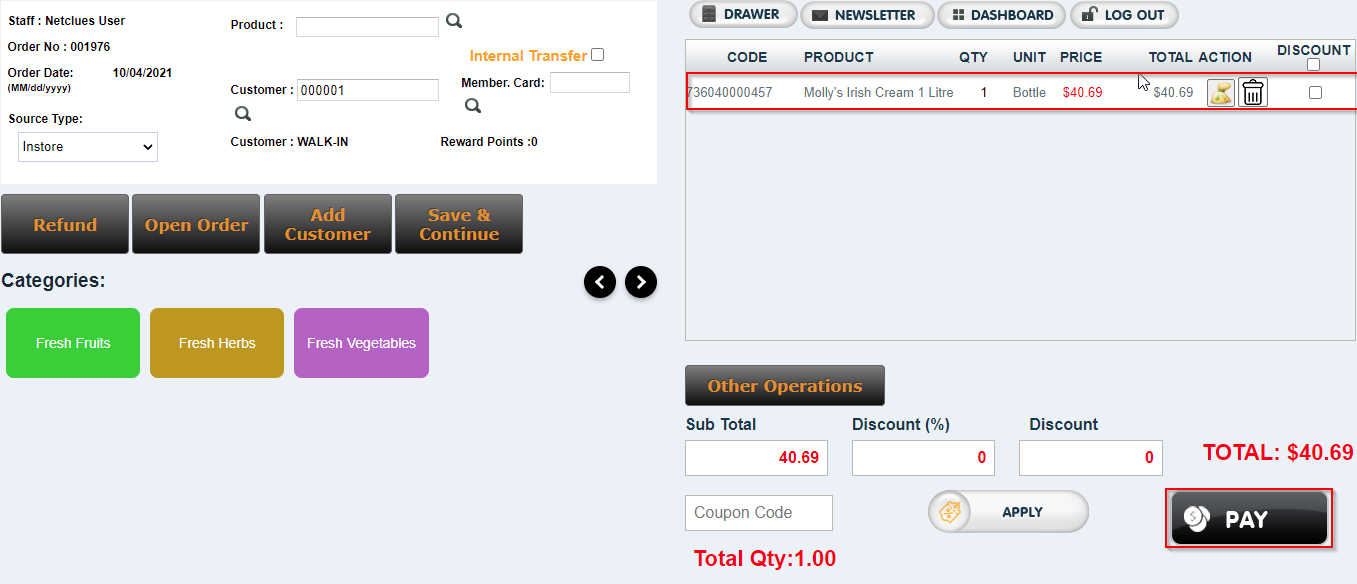 Staff : Netclues User
Order No : 001976
Order Date: 10/04/2021
(MM/dd/yyyy)
Source Type:
Instore
Product :
Internal Transfer
Customer : 000001
Member. Card:
Customer : WALK-IN
Reward Points :0
Refund
Open Order
Add
Customer
Save &
Continue
Categories:
Fresh Fruits
Fresh Herbs
Fresh Vegetables
DRAWER
NEWSLETTER
DASHBOARD
LOG OUT
CODE PRODUCT QTY UNIT PRICE TOTAL ACTION DISCOUNT
736040000457 Molly's Irish Cream 1 Litre 1 Bottle $40.69 $40.69
Other Operations
Sub Total Discount (%) Discount
40.69 0 0
TOTAL: $40.69
Coupon Code
APPLY
PAY
Total Qty:1.00